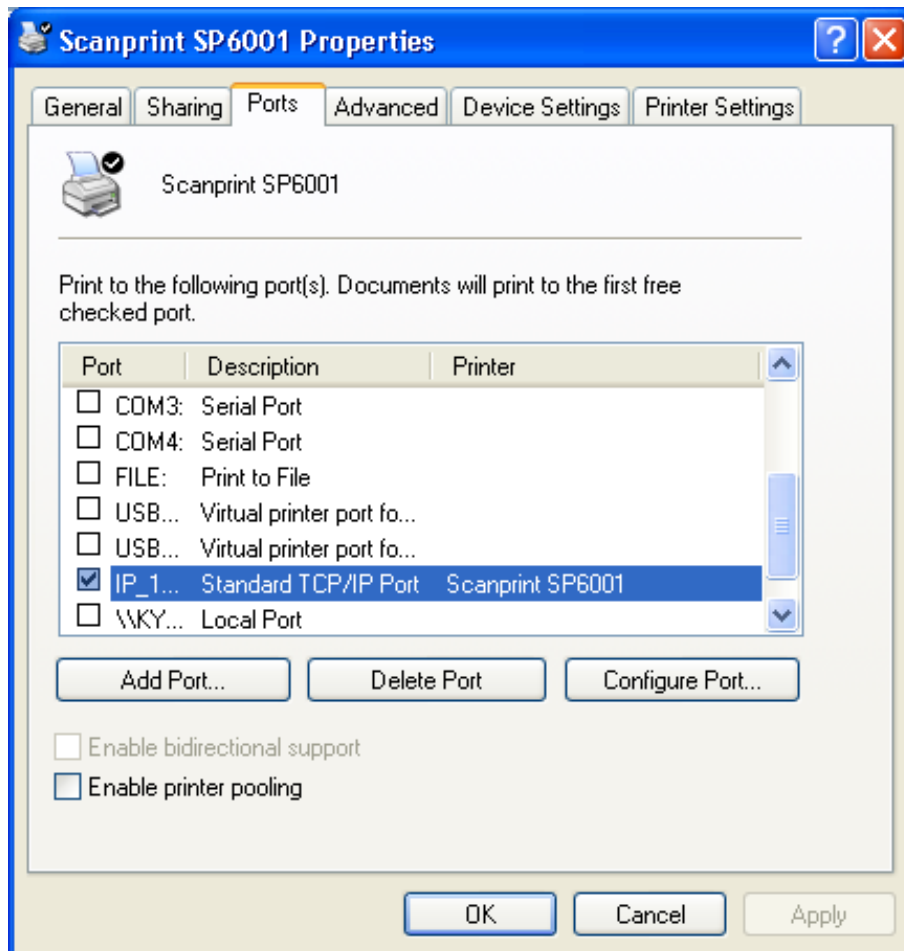 Scanprint SP6001 Properties
General Sharing Ports Advanced Device Settings Printer Settings
Scanprint SP6001
Print to the following port(s). Documents will print to the first free
checked port.
Port Description Printer
COM3: Serial Port
COM4: Serial Port
FILE: Print to File
USB... Virtual printer port fo...
USB... Virtual printer port fo...
IP_1... Standard TCP/IP Port Scanprint SP6001
\\KY... Local Port
Add Port... Delete Port Configure Port...
Enable bidirectional support
Enable printer pooling
OK Cancel Apply